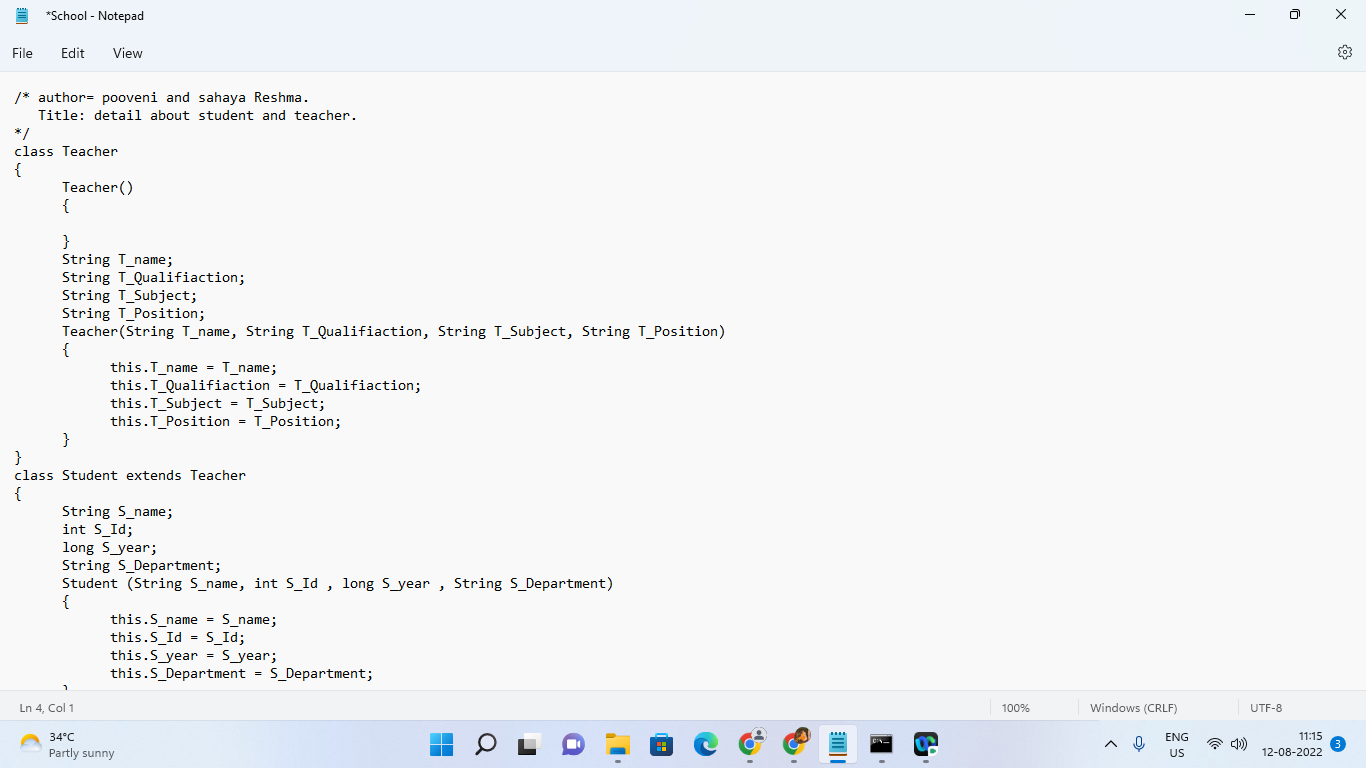 *School - Notepad
File Edit View
/* author= pooveni and sahaya Reshma.
Title: detail about student and teacher.
*/
class Teacher
{
Teacher()
{
}
String T_name;
String T_Qualifiaction;
String T_Subject;
String T_Position;
Teacher(String T_name, String T_Qualifiaction, String T_Subject, String T_Position)
{
this.T_name = T_name;
this.T_Qualifiaction = T_Qualifiaction;
this.T_Subject = T_Subject;
this.T_Position = T_Position;
}
}
class Student extends Teacher
{
String S_name;
int S_Id;
long S_year;
String S_Department;
Student (String S_name, int S_Id , long S_year , String S_Department)
{
this.S_name = S_name;
this.S_Id = S_Id;
this.S_year = S_year;
this.S_Department = S_Department;
}
Ln 4, Col 1 100% Windows (CRLF) UTF-8
34°C
Partly sunny
ENG
US
11:15
12-08-2022
3